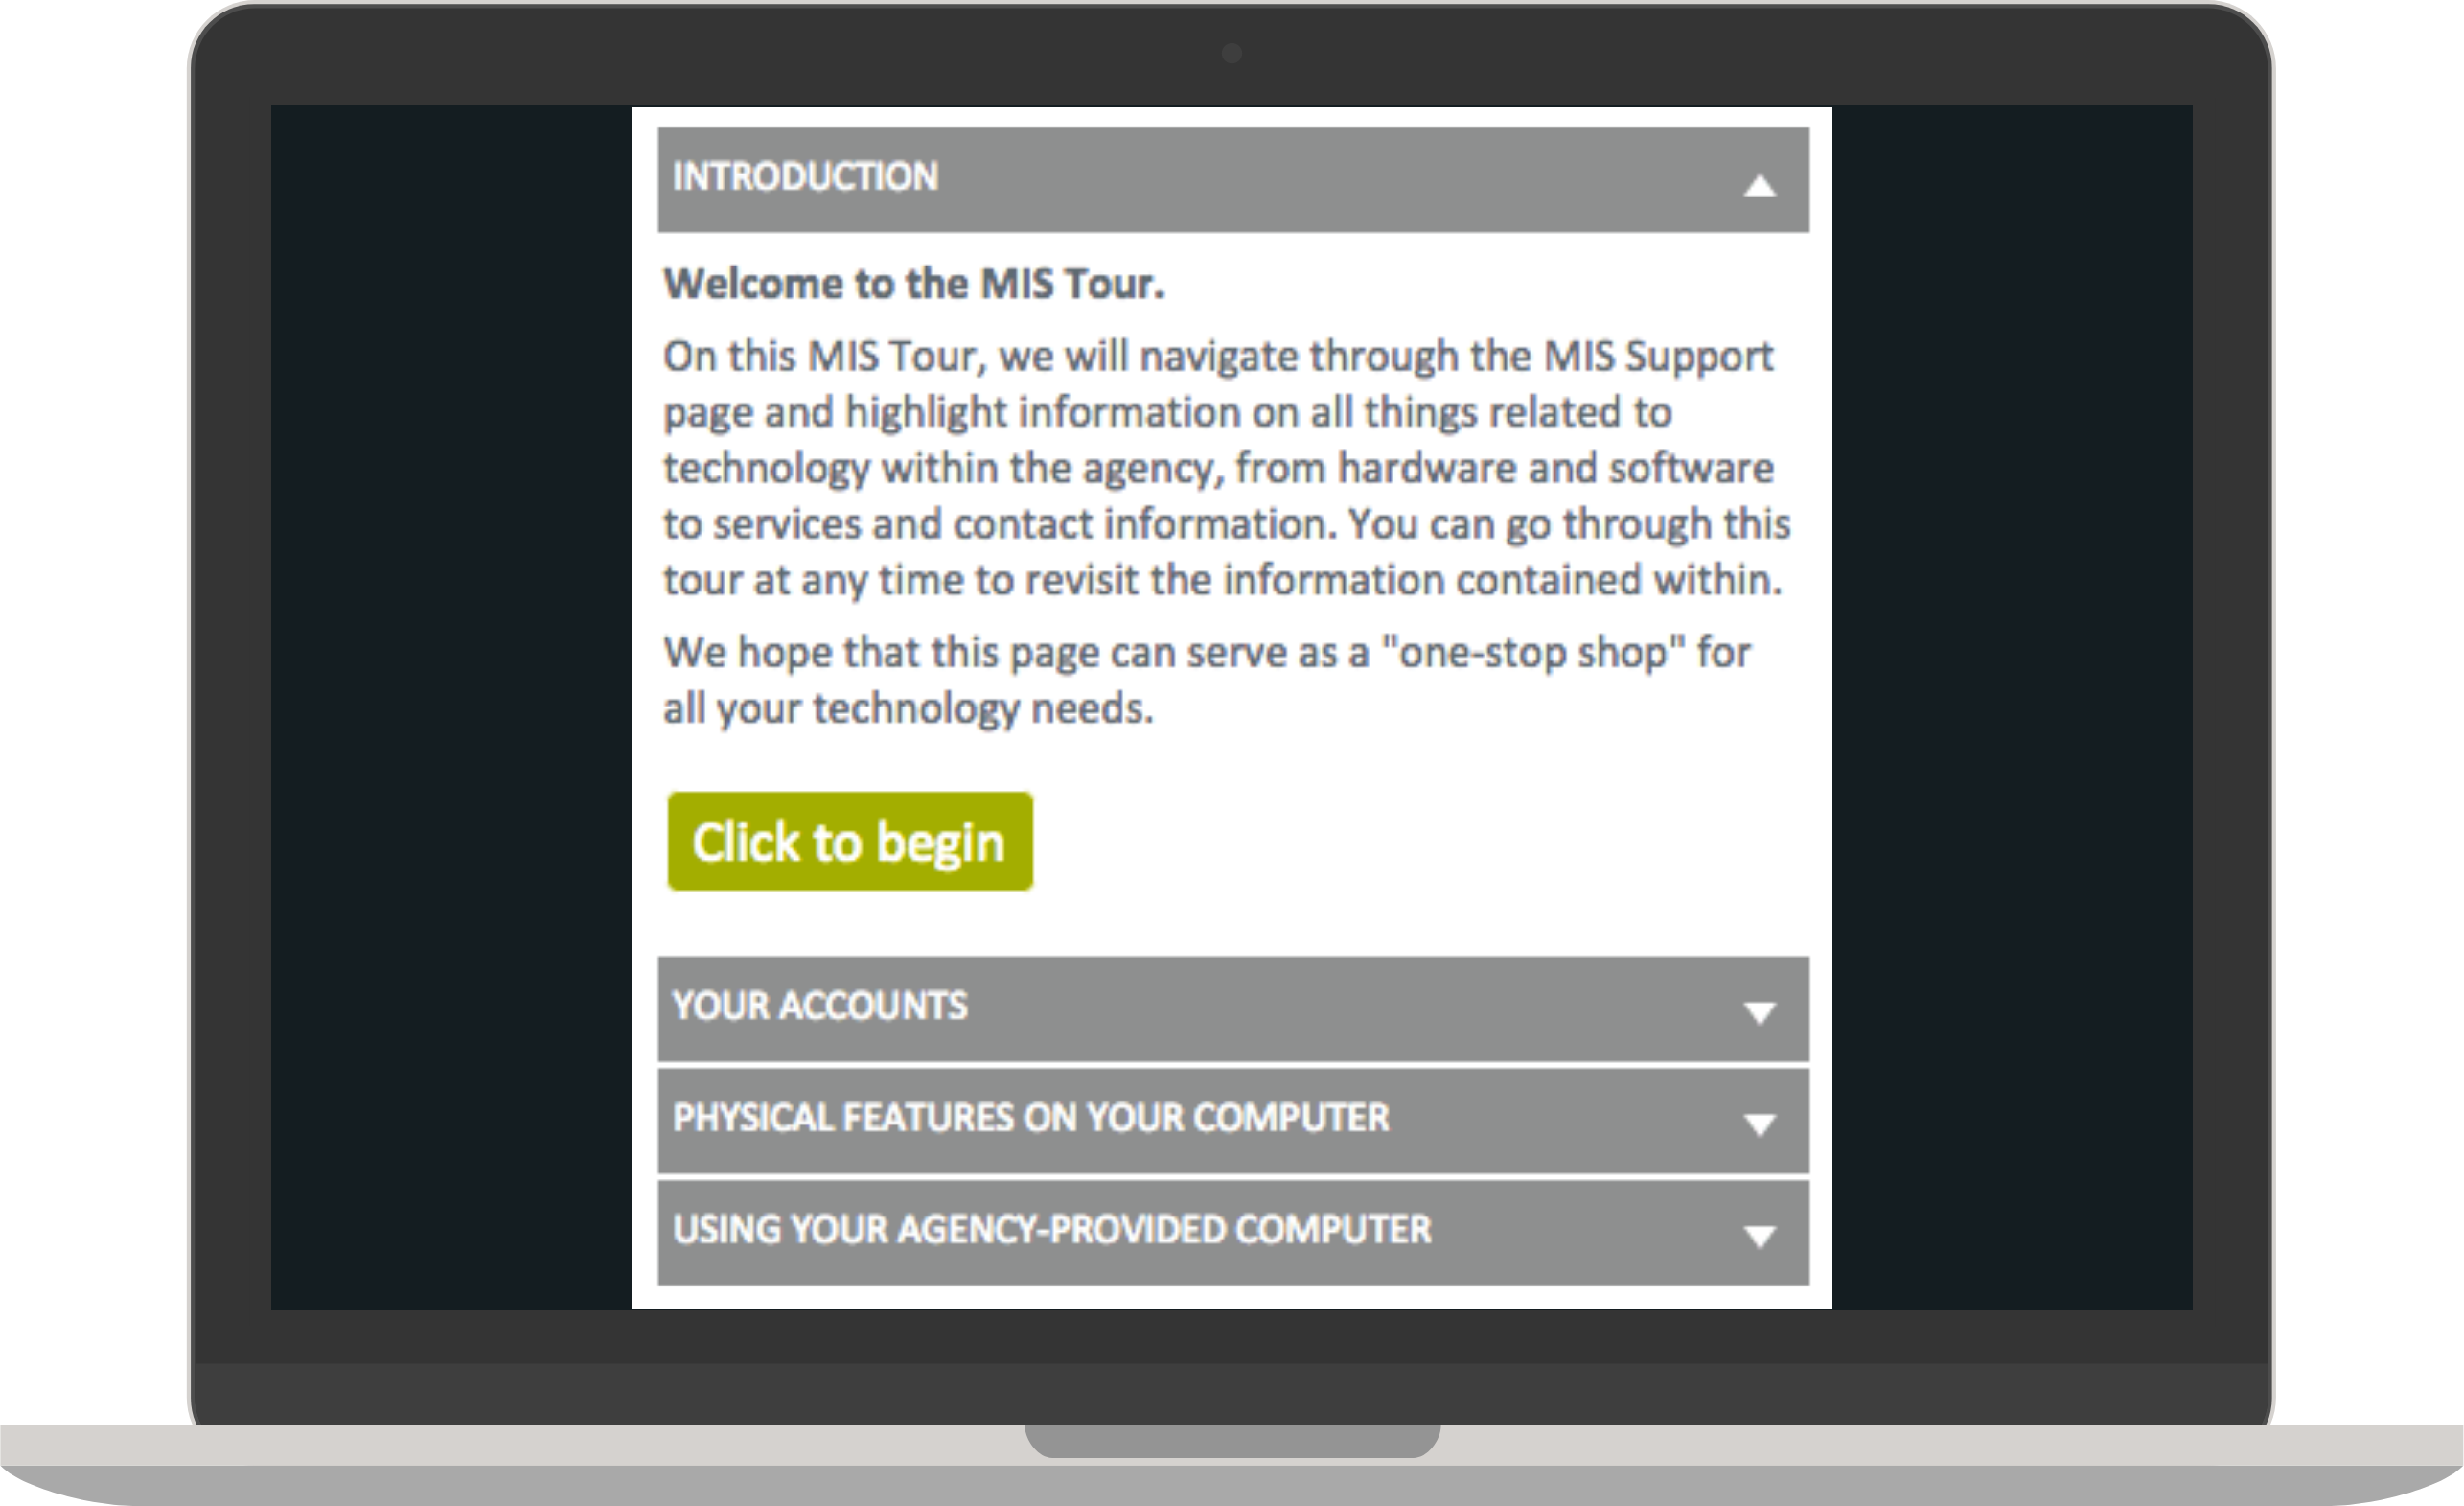 INTRODUCTION
Welcome to the MIS Tour.
On this MIS Tour, we will navigate through the MIS Support
page and highlight information on all things related to
technology within the agency, from hardware and software
to services and contact information. You can go through this
tour at any time to revisit the information contained within.
We hope that this page can serve as a "one-stop shop" for
all your technology needs.
Click to begin
YOUR ACCOUNTS
PHYSICAL FEATURES ON YOUR COMPUTER
USING YOUR AGENCY-PROVIDED COMPUTER